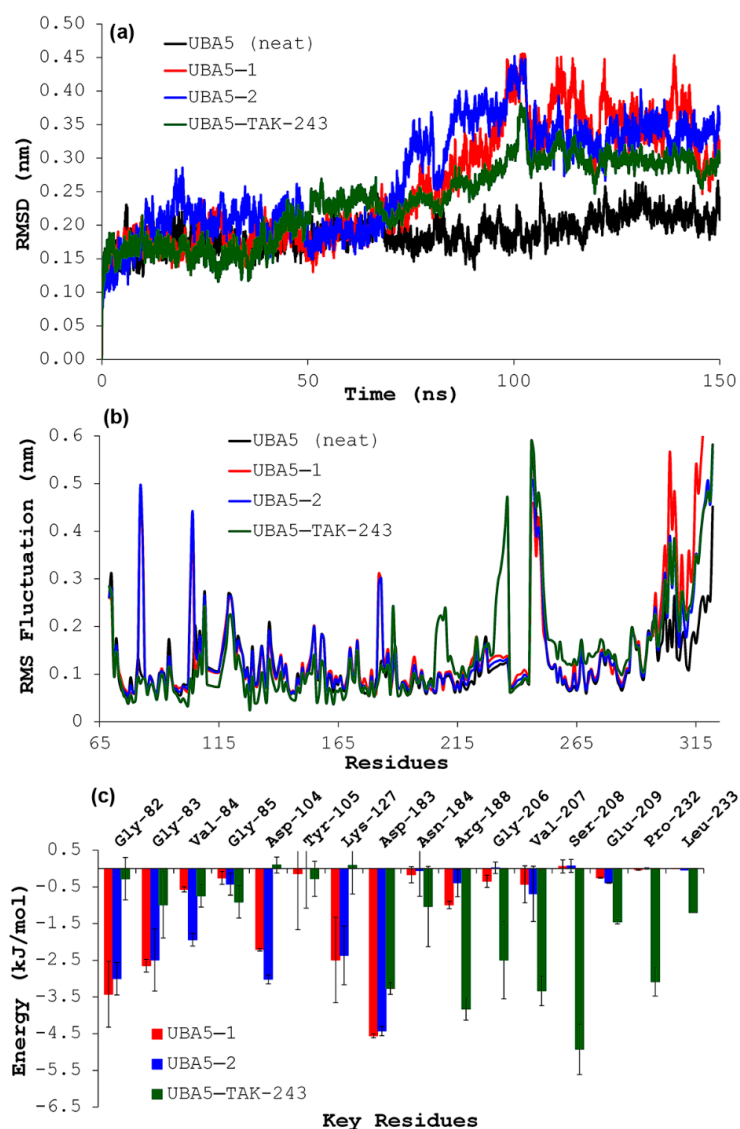 (a)
UBA5 (neat)
UBA5—1
UBA5—2
UBA5—TAK-243
RMSD (nm)
0.50
0.45
0.40
0.35
0.30
0.25
0.20
0.15
0.10
0.05
0.00
0 50 100 150
Time (ns)
(b)
UBA5 (neat)
UBA5—1
UBA5—2
UBA5—TAK-243
RMS Fluctuation (nm)
0.6
0.5
0.4
0.3
0.2
0.1
0
65 115 165 215 265 315
Residues
(c)
Gly-82 Gly-83 Val-84 Gly-85 Asp-104 Tyr-105 Lys-127 Asp-183 Asn-184 Arg-188 Gly-206 Val-207 Ser-208 Glu-209 Pro-232 Leu-233
Energy (kJ/mol)
0.5
-0.5
-1.5
-2.5
-3.5
-4.5
-5.5
-6.5
UBA5—1
UBA5—2
UBA5—TAK-243
Key Residues